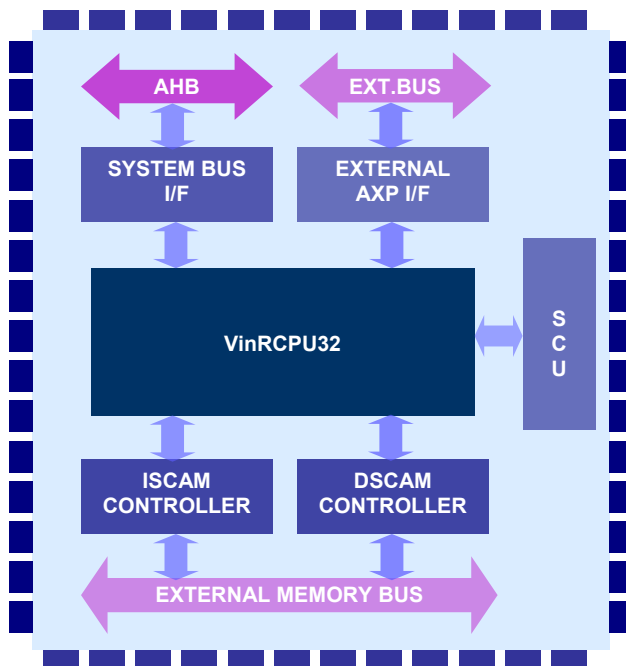 AHB
EXT.BUS
SYSTEM BUS
I/F
EXTERNAL
AXP I/F
VinRCPU32
S
C
U
ISCAM
CONTROLLER
DSCAM
CONTROLLER
EXTERNAL MEMORY BUS